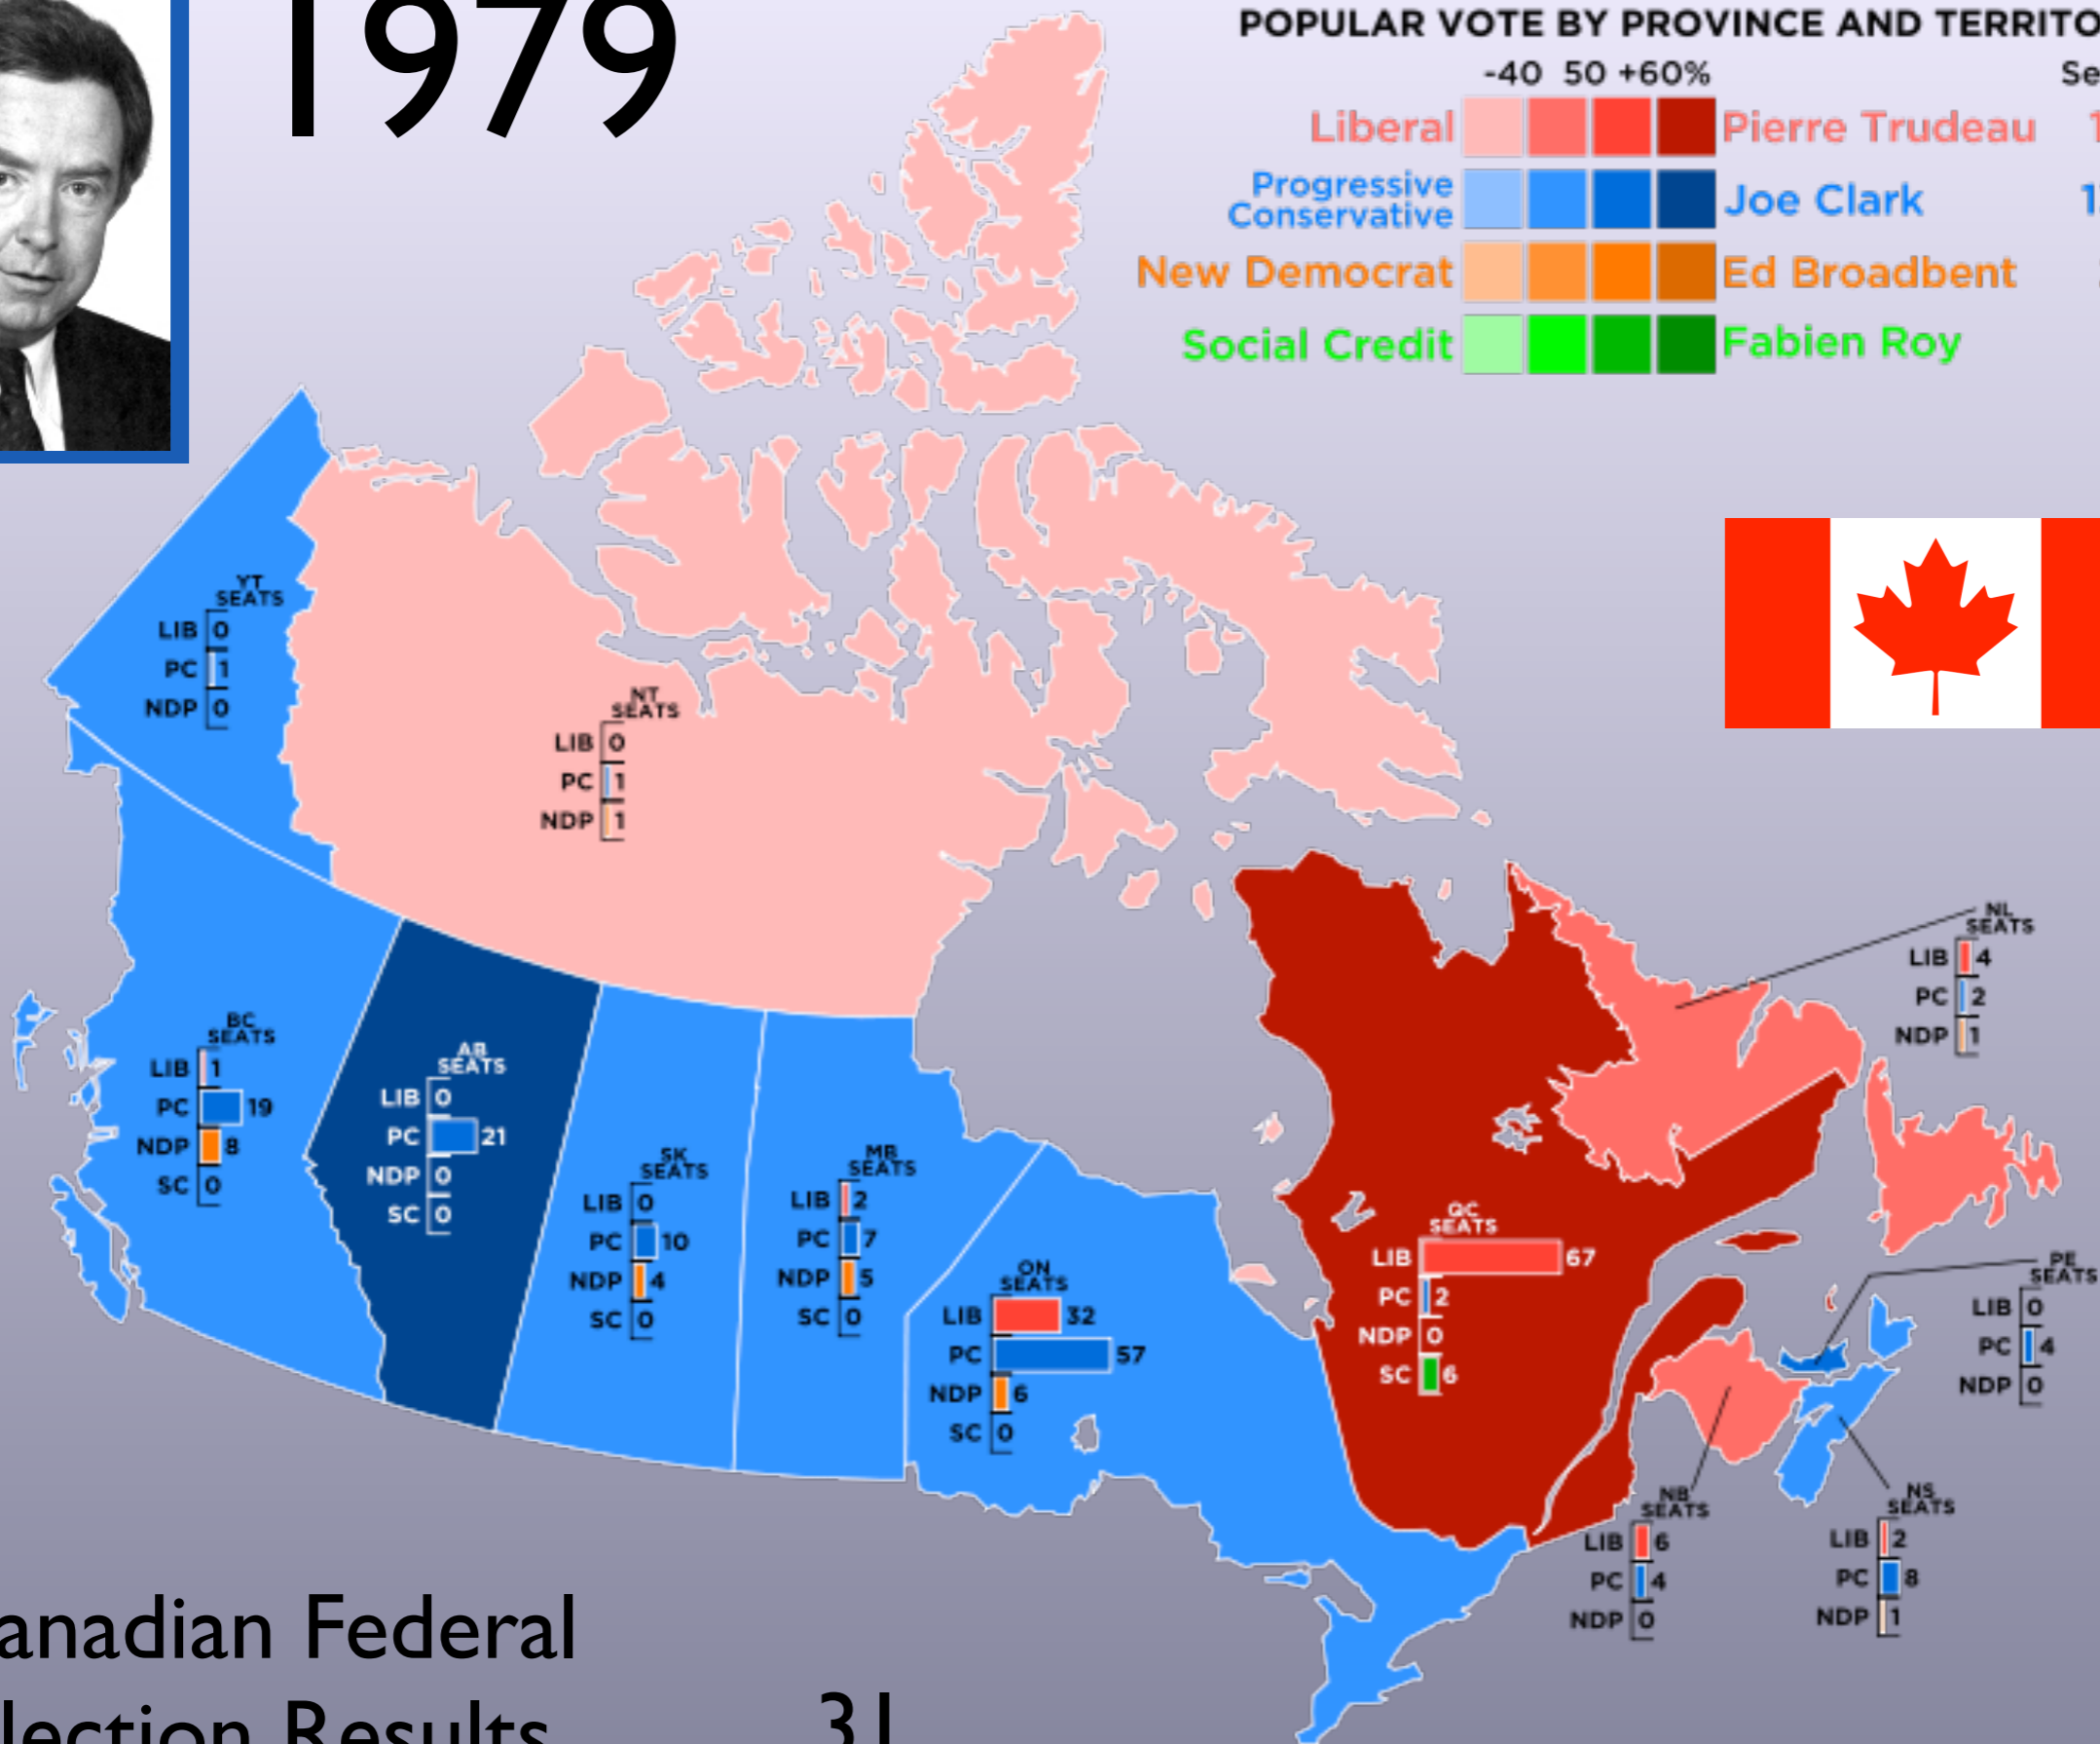 1979
POPULAR VOTE BY PROVINCE AND TERRITO
-40 50 +60% Se
Liberal Pierre Trudeau 1
Progressive
Conservative Joe Clark 1
New Democrat Ed Broadbent
Social Credit Fabien Roy
YT
SEATS
LIB 0
PC 1
NDP 0
NT
SEATS
LIB 0
PC 1
NDP 1
NL
SEATS
LIB 4
PC 2
NDP 1
BC
SEATS
LIB 1
PC 19
NDP 8
SC 0
AB
SEATS
LIB 0
PC 21
NDP 0
SC 0
SK
SEATS
LIB 0
PC 10
NDP 4
SC 0
MB
SEATS
LIB 2
PC 7
NDP 5
SC 0
ON
SEATS
LIB 32
PC 57
NDP 6
SC 0
QC
SEATS
LIB 67
PC 2
NDP 0
SC 6
PE
SEATS
LIB 0
PC 4
NDP 0
NB
SEATS
LIB 6
PC 4
NDP 0
NS
SEATS
LIB 2
PC 8
NDP 1
anadian Federal
lection Results 31